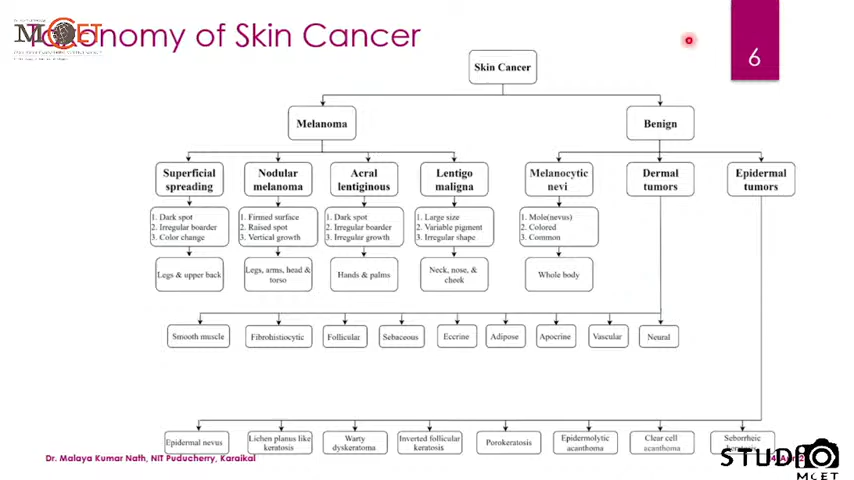 Taxonomy of Skin Cancer
MCET
6
Skin Cancer
Melanoma
Benign
Superficial
spreading
Nodular
melanoma
Acral
lentiginous
Lentigo
maligna
Melanocytic
nevi
Dermal
tumors
Epidermal
tumors
1. Dark spot
2. Irregular boarder
3. Color change
1. Firmed surface
2. Raised spot
3. Vertical growth
1. Dark spot
2. Irregular boarder
3. Irregular growth
1. Large size
2. Variable pigment
3. Irregular shape
1. Mole(nevus)
2. Colored
3. Common
Legs & upper back
Legs, arms, head &
torso
Hands & palms
Neck, nose, &
cheek
Whole body
Smooth muscle
Fibrohistiocytic
Follicular
Sebaceous
Eccrine
Adipose
Apocrine
Vascular
Neural
Epidermal nevus
Lichen planus like
keratosis
Warty
dyskeratoma
Inverted follicular
keratosis
Porokeratosis
Epidermolytic
acanthoma
Clear cell
acanthoma
Seborrheic
Dr. Malaya Kumar Nath, NIT Puducherry, Karaikal
STUDIO
MCET